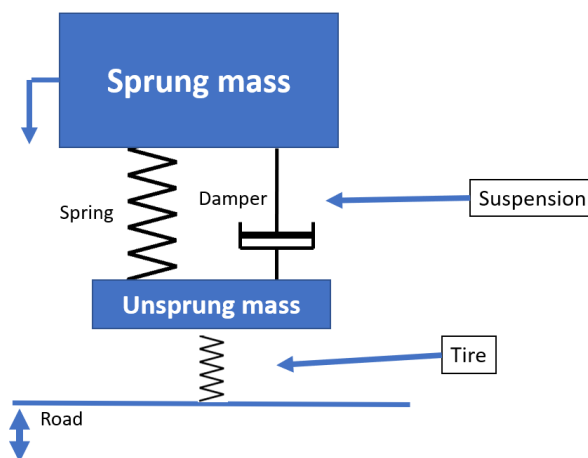 Sprung mass
Spring
Damper
Suspension
Unsprung mass
Tire
Road